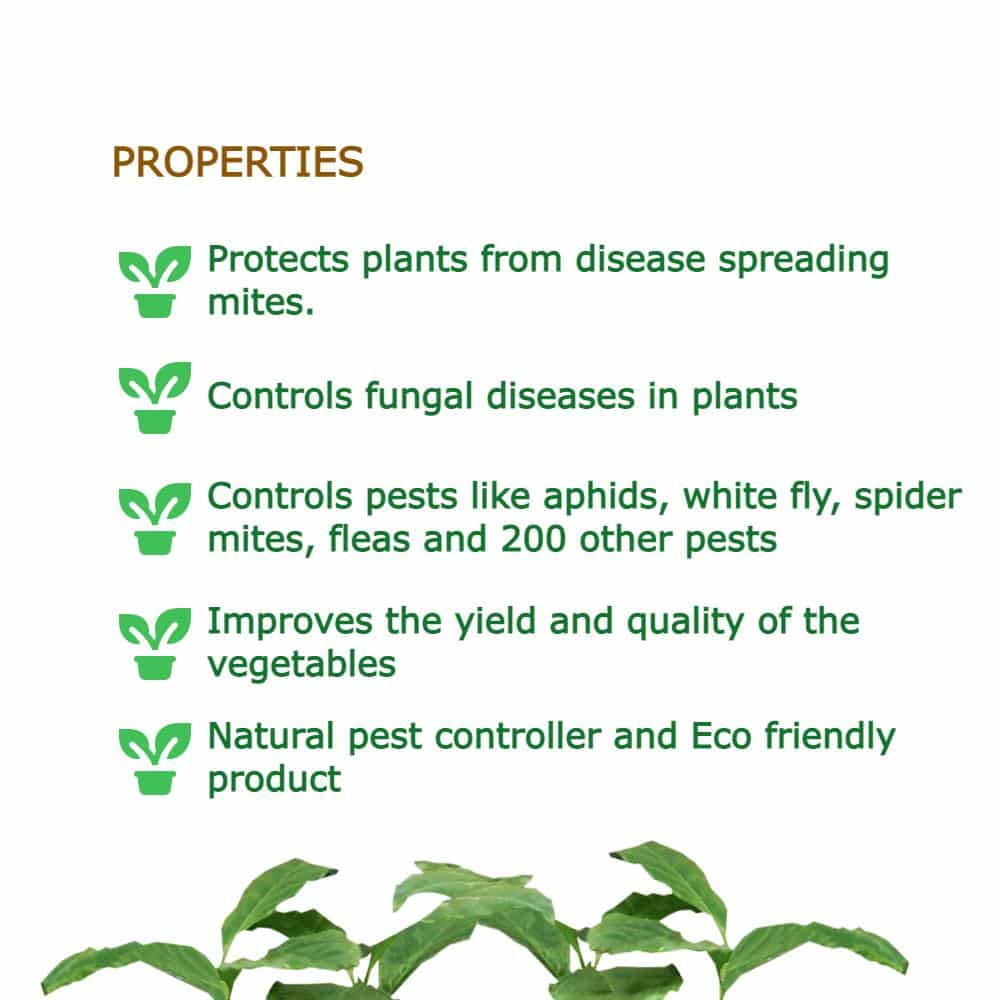 PROPERTIES
Protects plants from disease spreading
mites.
Controls fungal diseases in plants
Controls pests like aphids, white fly, spider
mites, fleas and 200 other pests
Improves the yield and quality of the
vegetables
Natural pest controller and Eco friendly
product